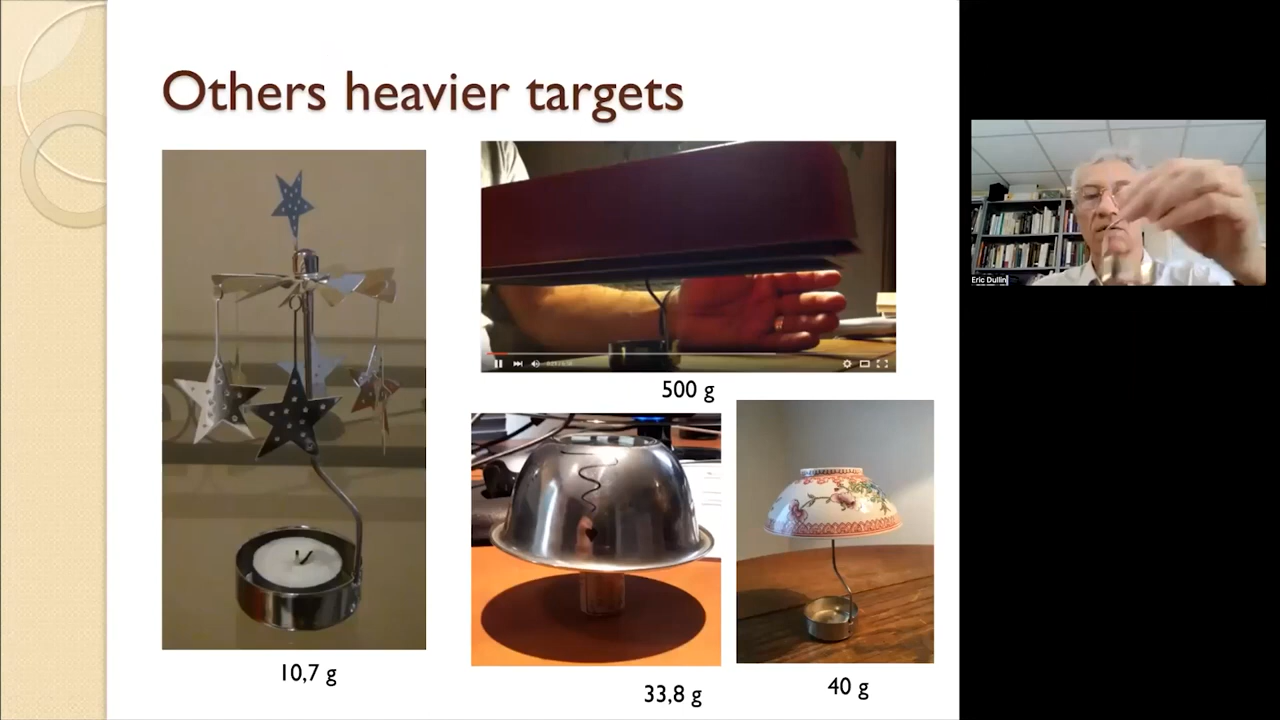 Others heavier targets
500 g
10,7 g
33,8 g
40 g
Eric Dullin